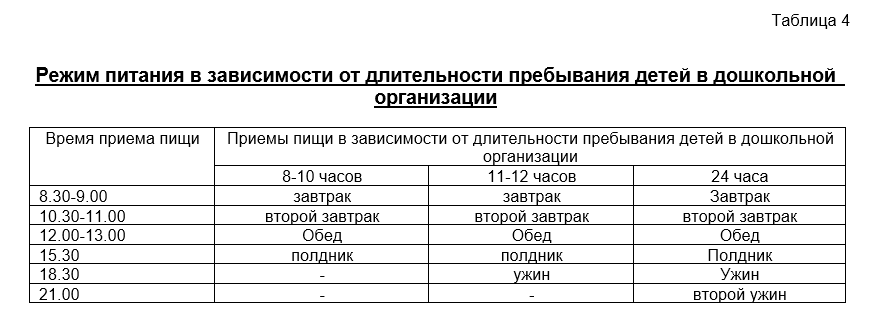 Таблица 4
Режим питания в зависимости от длительности пребывания детей в дошкольной
организации
Время приема пищи Приемы пищи в зависимости от длительности пребывания детей в дошкольной
организации
8-10 часов 11-12 часов 24 часа
8.30-9.00 завтрак завтрак Завтрак
10.30-11.00 второй завтрак второй завтрак второй завтрак
12.00-13.00 Обед Обед Обед
15.30 полдник полдник Полдник
18.30 - ужин Ужин
21.00 - - второй ужин